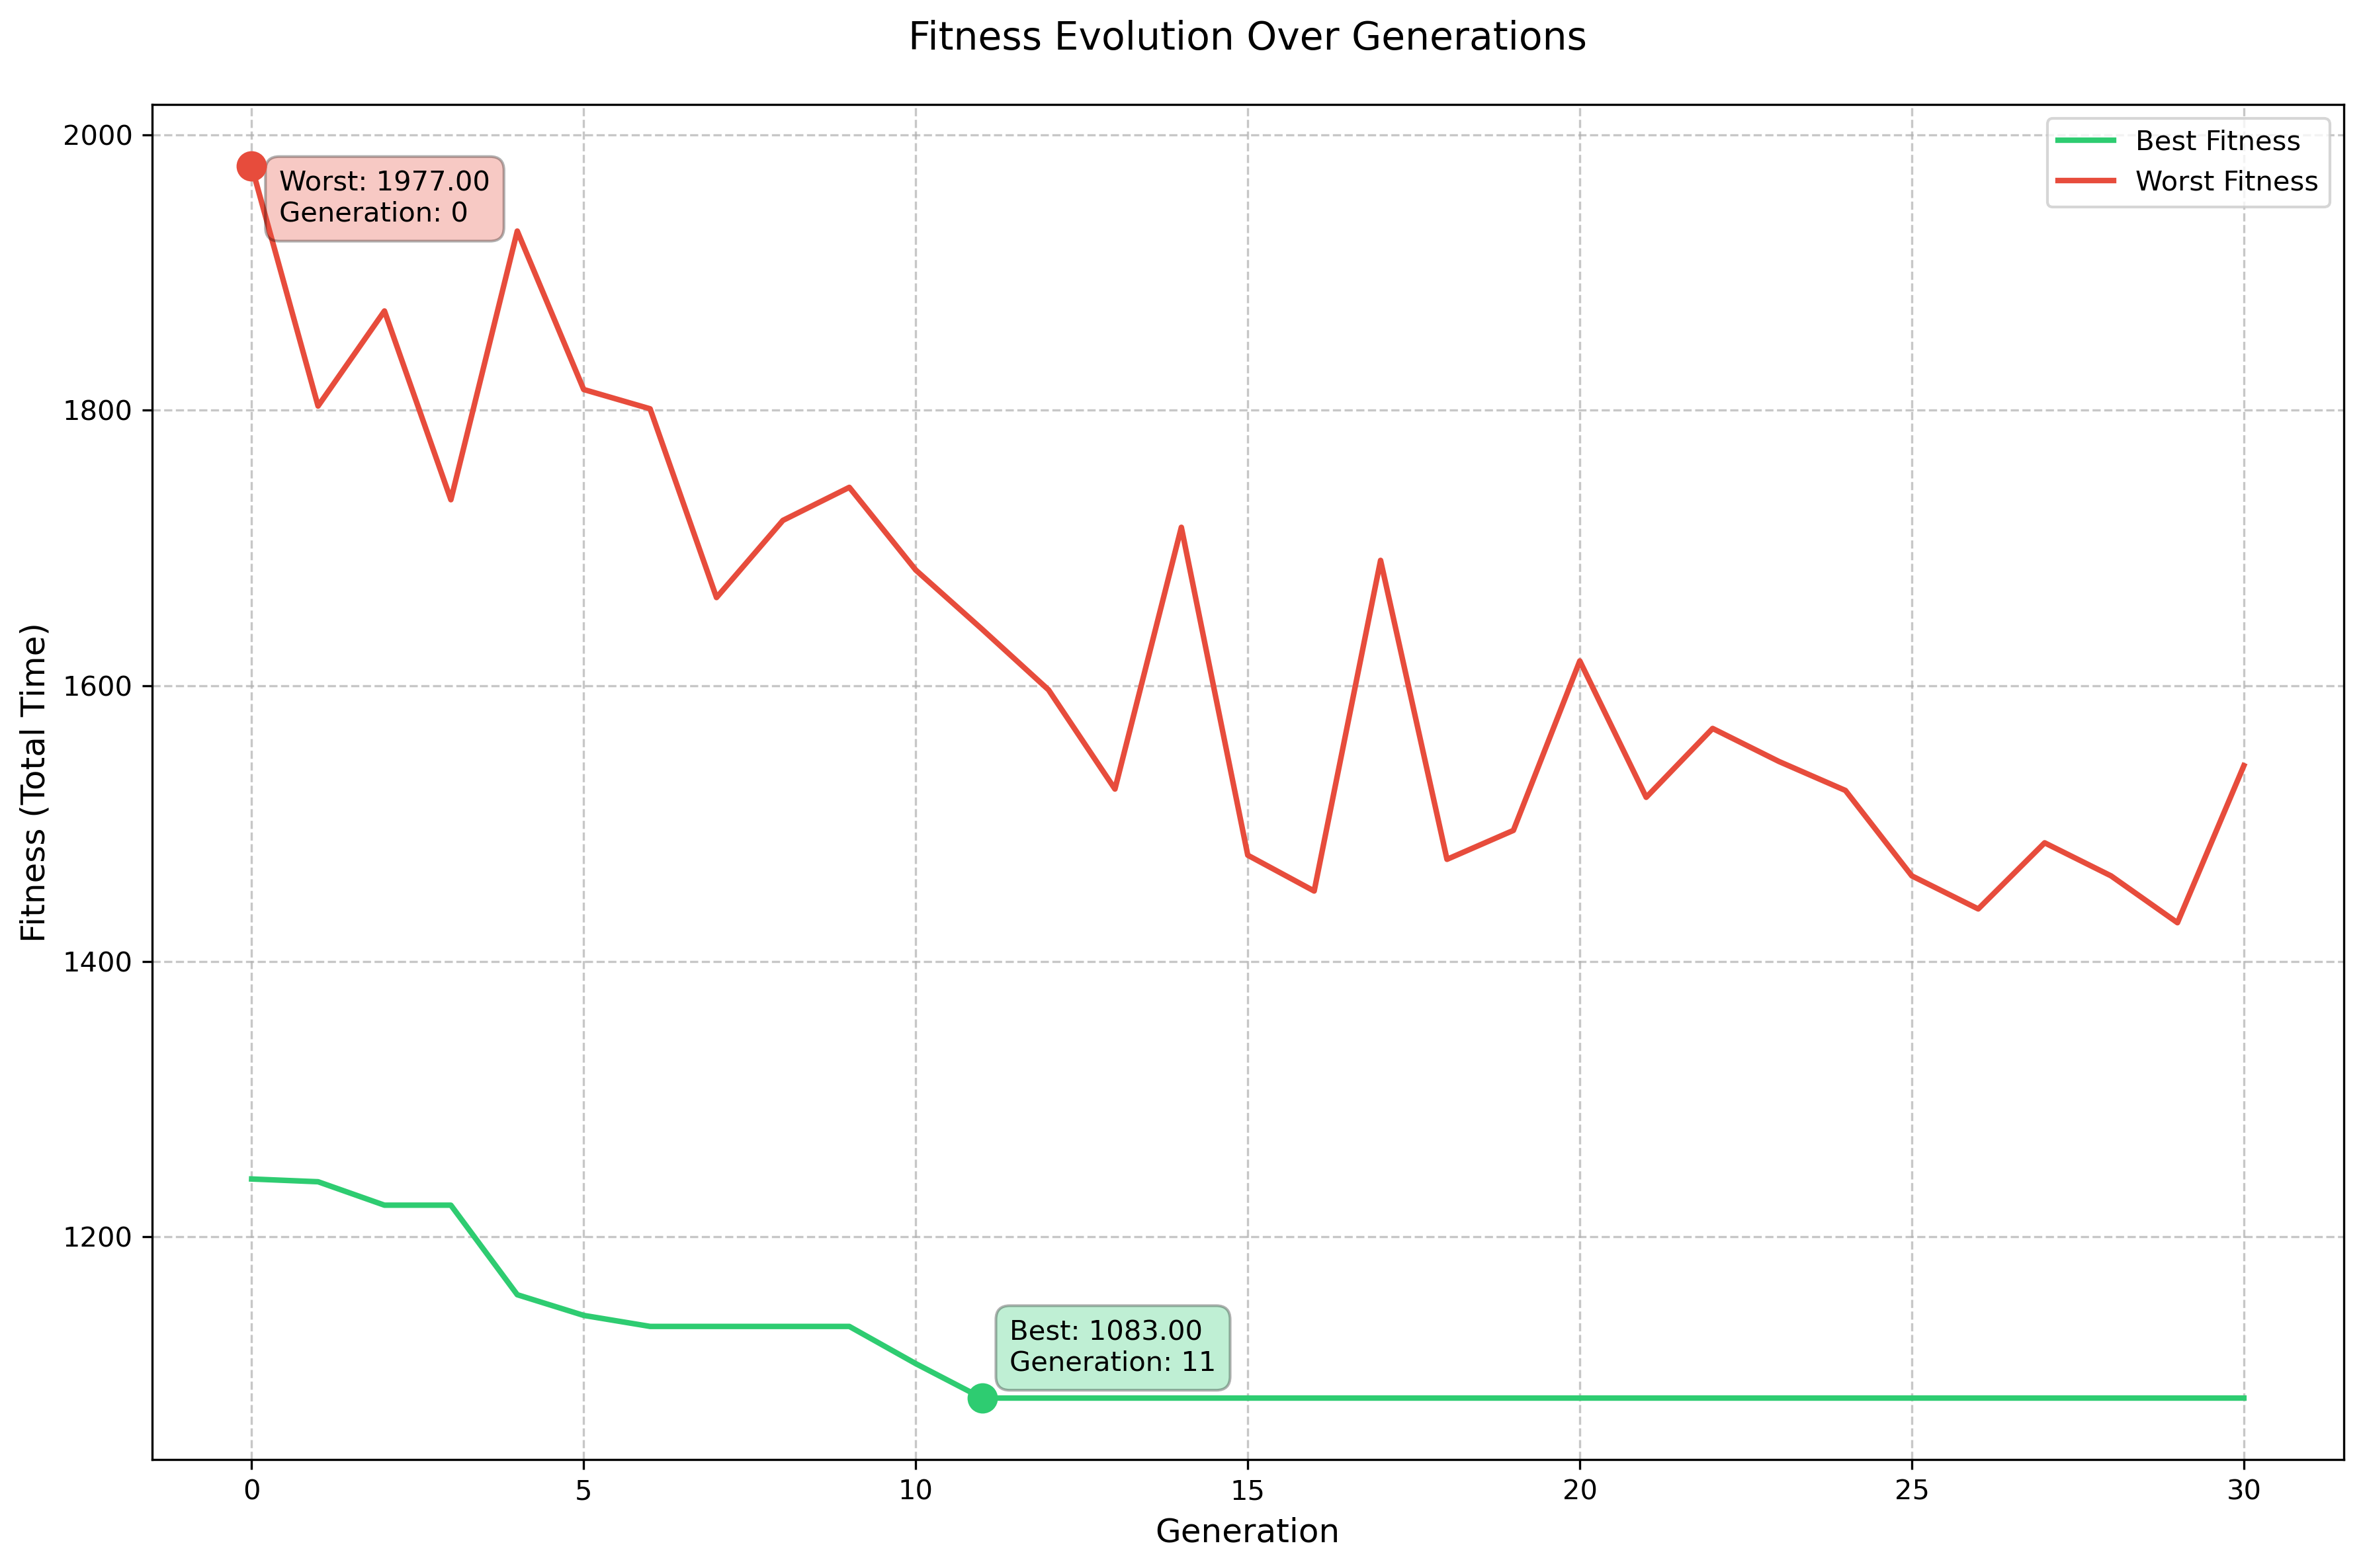 Fitness Evolution Over Generations
Best Fitness
Worst Fitness
Worst: 1977.00
Generation: 0
Best: 1083.00
Generation: 11
Fitness (Total Time)
2000
1800
1600
1400
1200
0 5 10 15 20 25 30
Generation